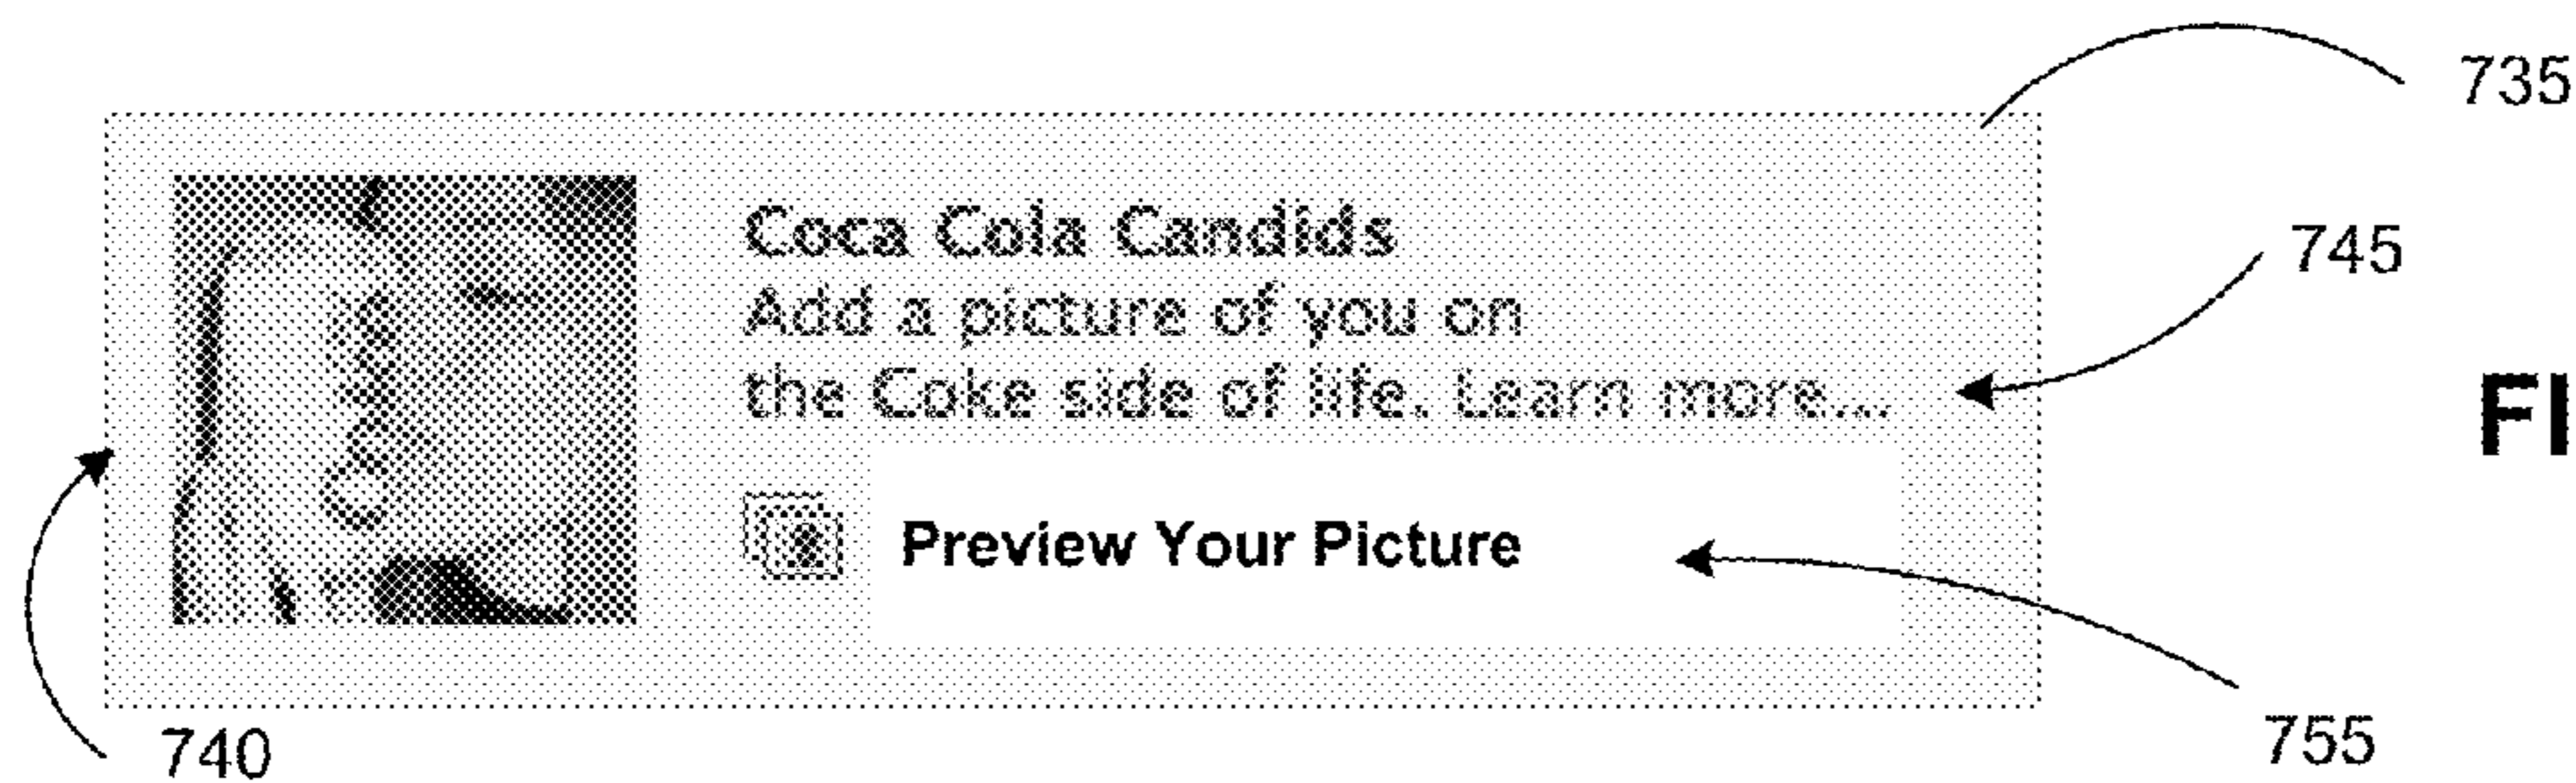 735
Coca Cola Candids
745
Add a picture of you on
the Coke side of life. Learn more...
FI
Preview Your Picture
740
755